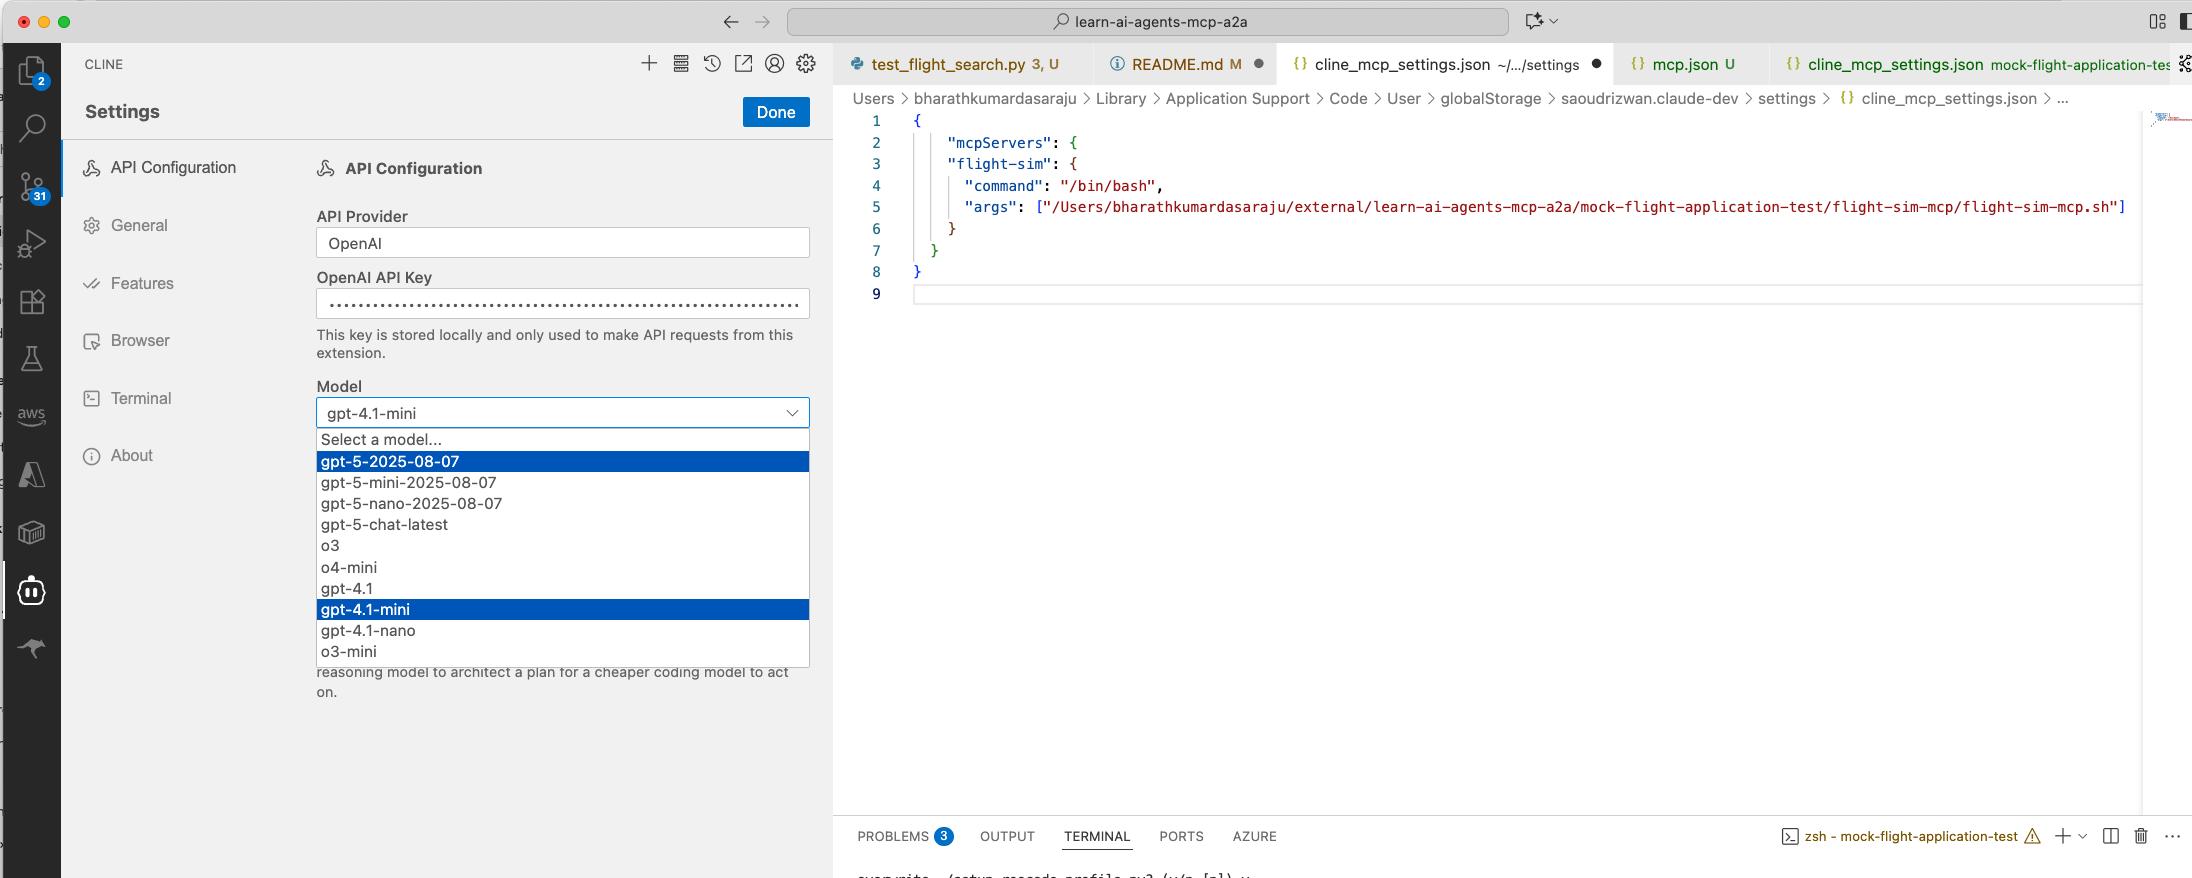 learn-ai-agents-mcp-a2a
2
31
aws
CLINE
Settings
Done
API Configuration
General
Features
Browser
Terminal
About
API Configuration
API Provider
OpenAI
OpenAI API Key
This key is stored locally and only used to make API requests from this
extension.
Model
gpt-4.1-mini
Select a model...
gpt-5-2025-08-07
gpt-5-mini-2025-08-07
gpt-5-nano-2025-08-07
gpt-5-chat-latest
o3
o4-mini
gpt-4.1
gpt-4.1-mini
gpt-4.1-nano
o3-mini
reasoning model to architect a plan for a cheaper coding model to act
on.
test_flight_search.py 3, U
README.md M
{} cline_mcp_settings.json ~/.../settings
{} mcp.json U
{} cline_mcp_settings.json mock-flight-application-tes
Users > bharathkumardasaraju > Library > Application Support > Code > User > globalStorage > saoudrizwan.claude-dev > settings > {} cline_mcp_settings.json > ...
1 {
2 "mcpServers": {
3 "flight-sim": {
4 "command": "/bin/bash",
5 "args": ["/Users/bharathkumardasaraju/external/learn-ai-agents-mcp-a2a/mock-flight-application-test/flight-sim-mcp/flight-sim-mcp.sh"]
6 }
7 }
8 }
9
PROBLEMS 3
OUTPUT
TERMINAL
PORTS
AZURE
zsh - mock-flight-application-test